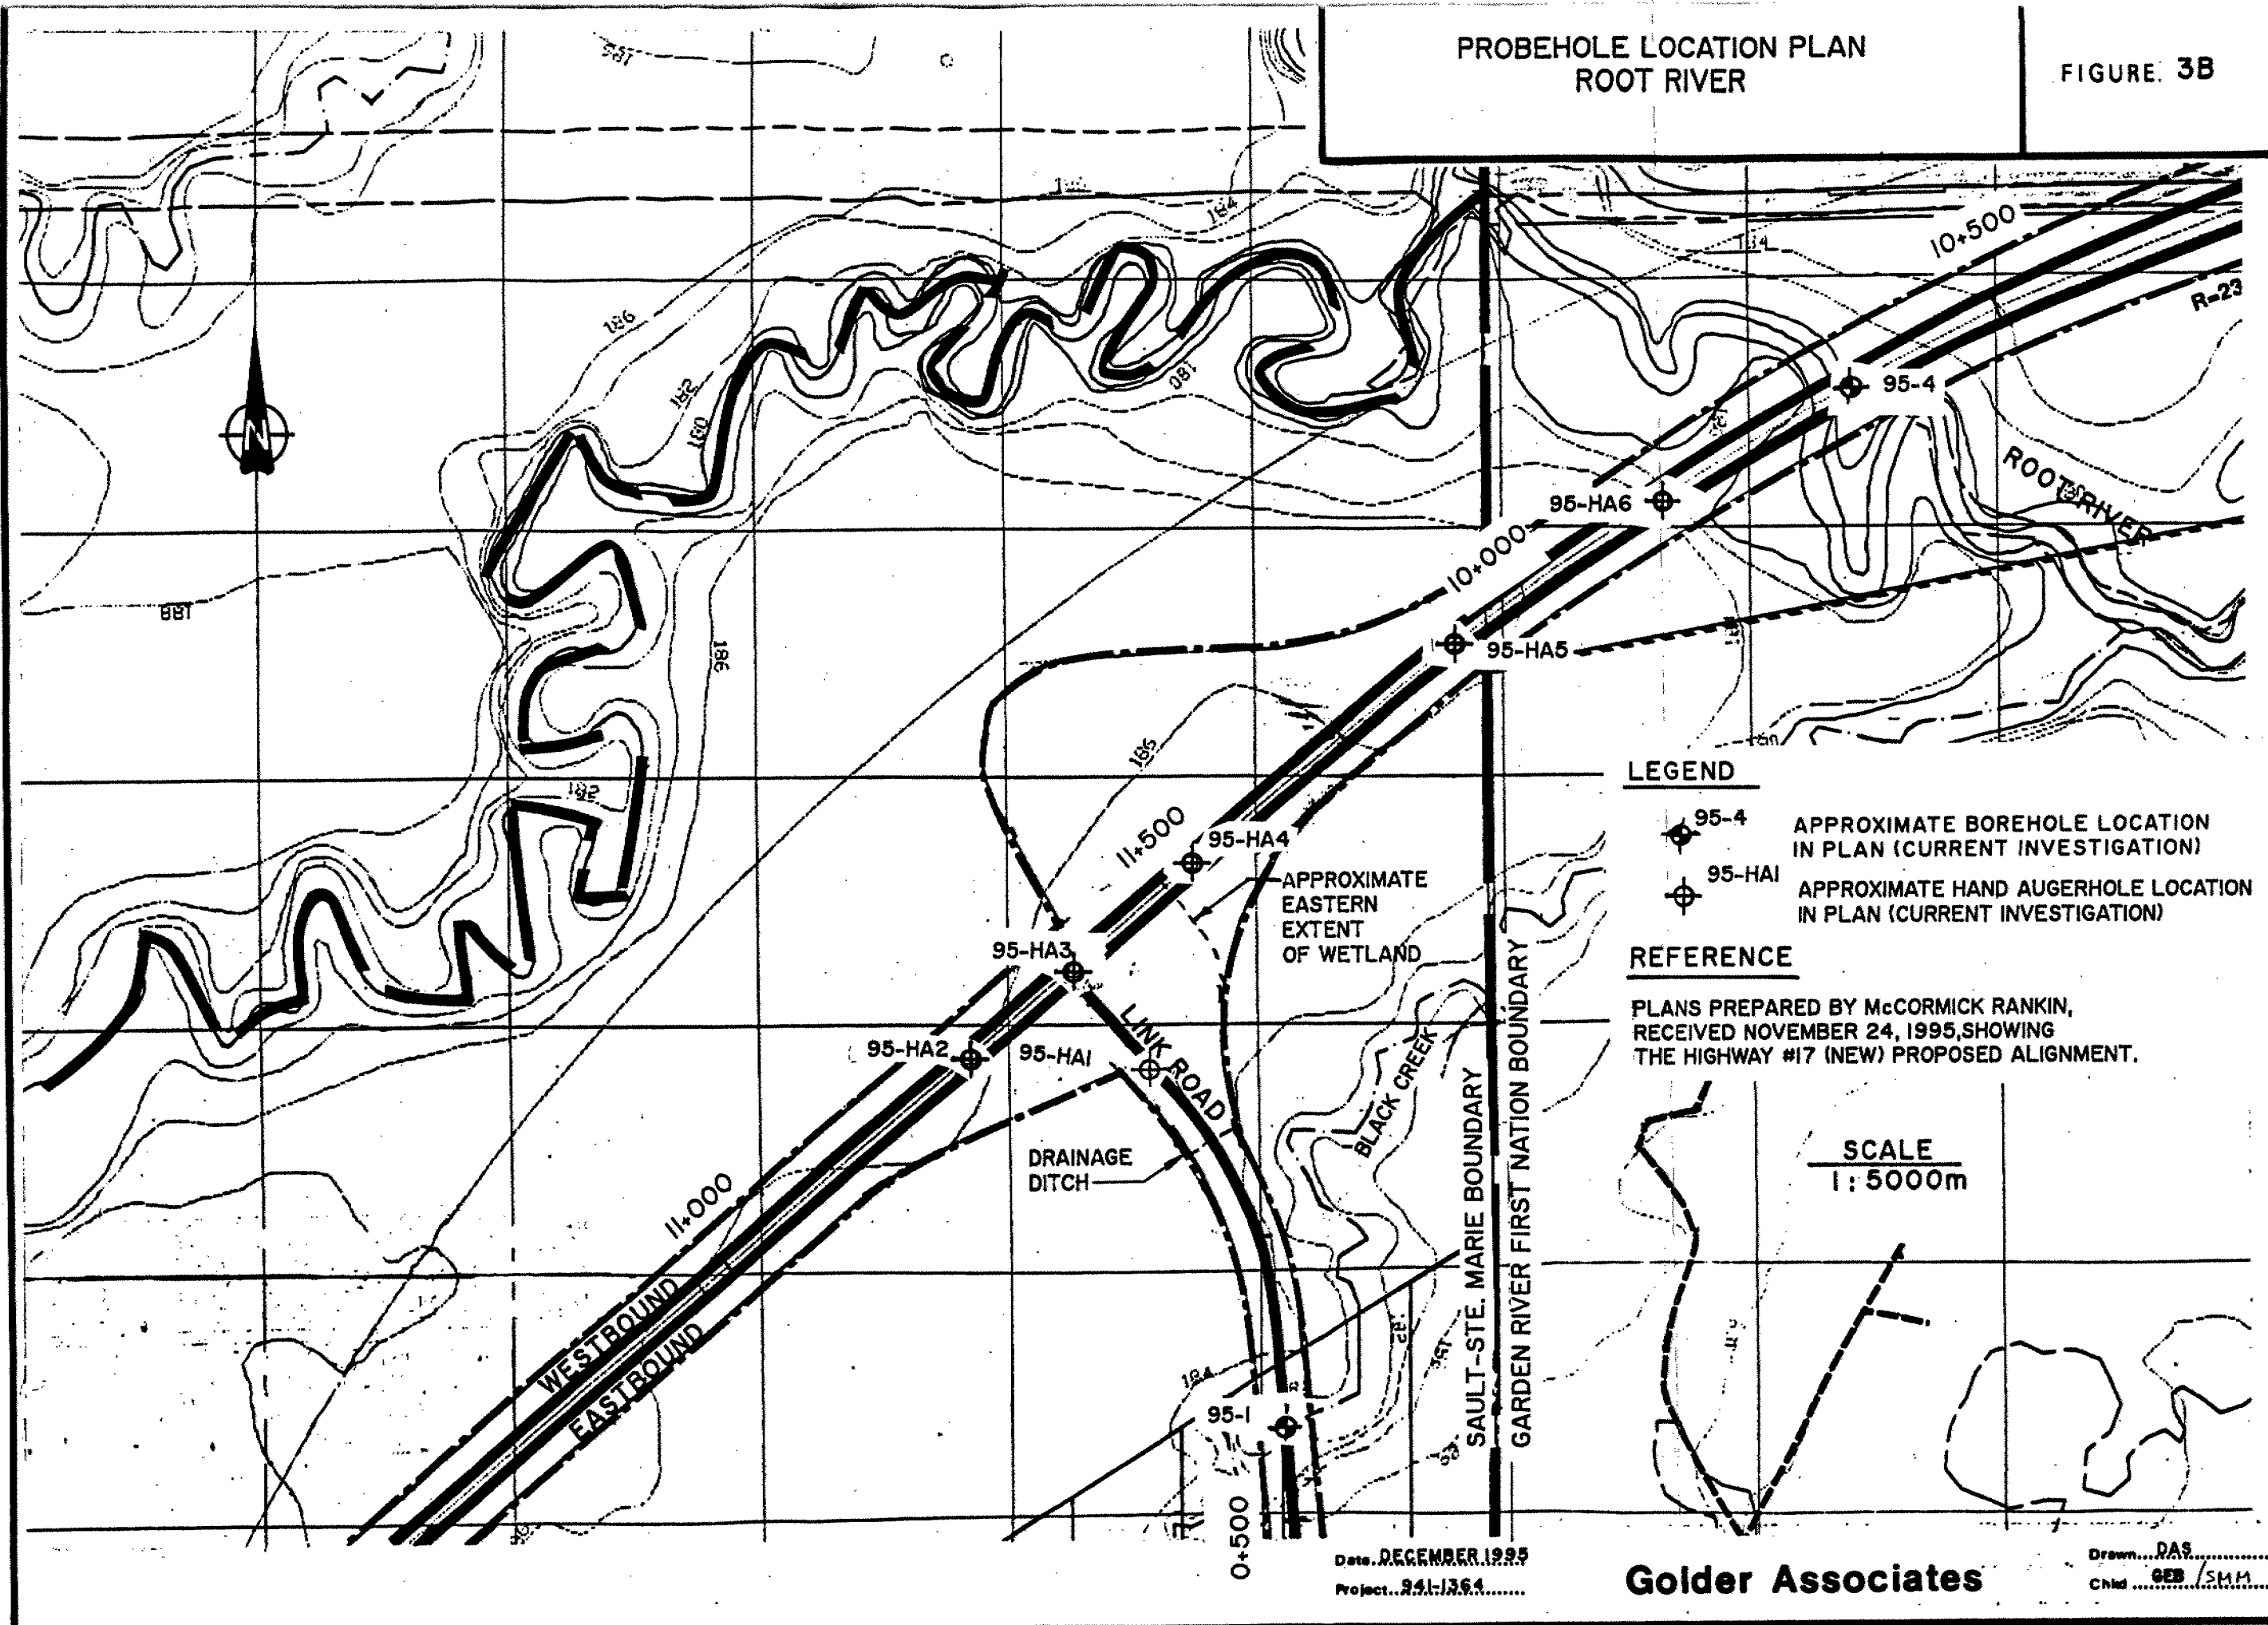 PROBEHOLE LOCATION PLAN
ROOT RIVER
FIGURE: 3B
184
10+500
R-23
186
182
180
180
95-4
ROOT RIVER
95-HA6
10+000
188
186
95-HA5
186
182
11+500
95-HA4
APPROXIMATE
EASTERN
EXTENT
OF WETLAND
95-HA3
LINK ROAD
95-HA2
95-HA1
BLACK CREEK
DRAINAGE
DITCH
11+000
WESTBOUND
EASTBOUND
184
95-1
0+500
SAULT-STE. MARIE BOUNDARY
GARDEN RIVER FIRST NATION BOUNDARY
N
LEGEND
95-4
APPROXIMATE BOREHOLE LOCATION
IN PLAN (CURRENT INVESTIGATION)
95-HA1
APPROXIMATE HAND AUGERHOLE LOCATION
IN PLAN (CURRENT INVESTIGATION)
REFERENCE
PLANS PREPARED BY McCORMICK RANKIN,
RECEIVED NOVEMBER 24, 1995, SHOWING
THE HIGHWAY #17 (NEW) PROPOSED ALIGNMENT.
SCALE
1:5000m
Date. DECEMBER 1995
Project. 941-1364
Golder Associates
Drawn. DAS
Chkd. GEB / SMM